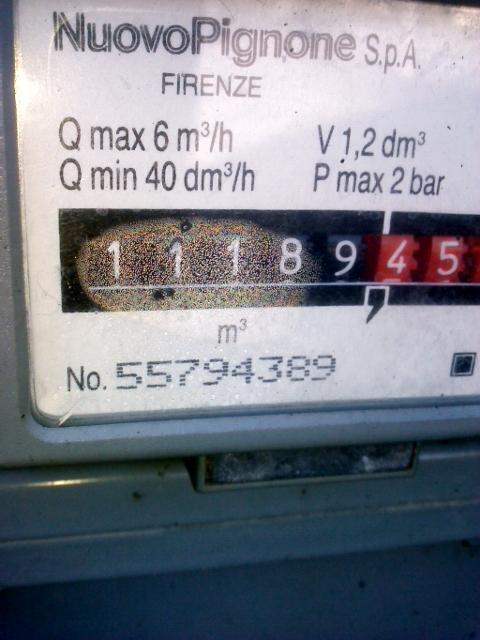 NuovoPignone S.p.A.
FIRENZE
Q max 6 m³/h V 1,2 dm³
Q min 40 dm³/h P max 2 bar
1 1 1 8 9 4 5
m³
No. 55794389